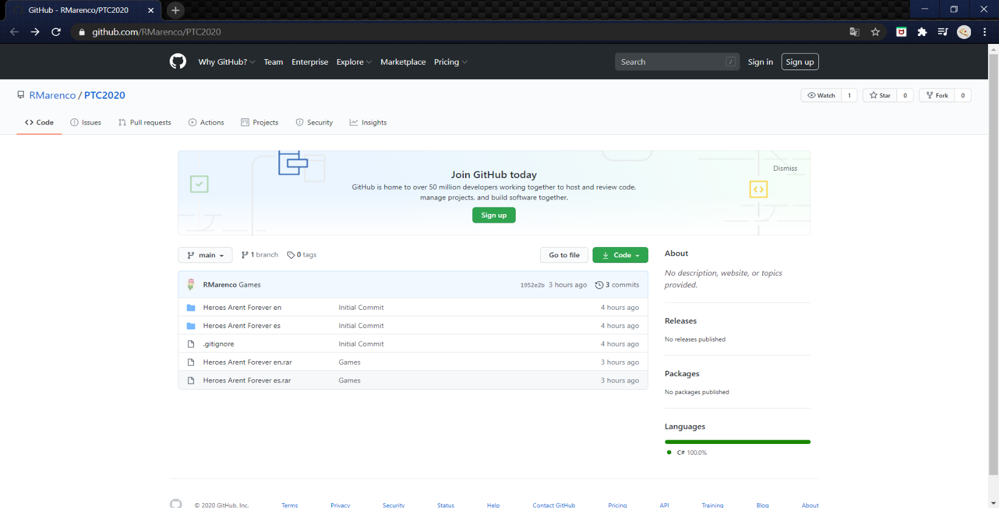 GitHub - RMarenco/PTC2020
github.com/RMarenco/PTC2020
Why GitHub? Team Enterprise Explore Marketplace Pricing Search / Sign in Sign up
RMarenco / PTC2020 Watch 1 Star 0 Fork 0
Code Issues Pull requests Actions Projects Security Insights
Dismiss
Join GitHub today
GitHub is home to over 50 million developers working together to host and review code,
manage projects, and build software together.
Sign up
main 1 branch 0 tags Go to file Code
RMarenco Games 1952e2b 3 hours ago 3 commits
Heroes Arent Forever en Initial Commit 4 hours ago
Heroes Arent Forever es Initial Commit 4 hours ago
.gitignore Initial Commit 4 hours ago
Heroes Arent Forever en.rar Games 3 hours ago
Heroes Arent Forever es.rar Games 3 hours ago
About
No description, website, or topics
provided.
Releases
No releases published
Packages
No packages published
Languages
C# 100.0%
© 2020 GitHub, Inc. Terms Privacy Security Status Help Contact GitHub Pricing API Training Blog About